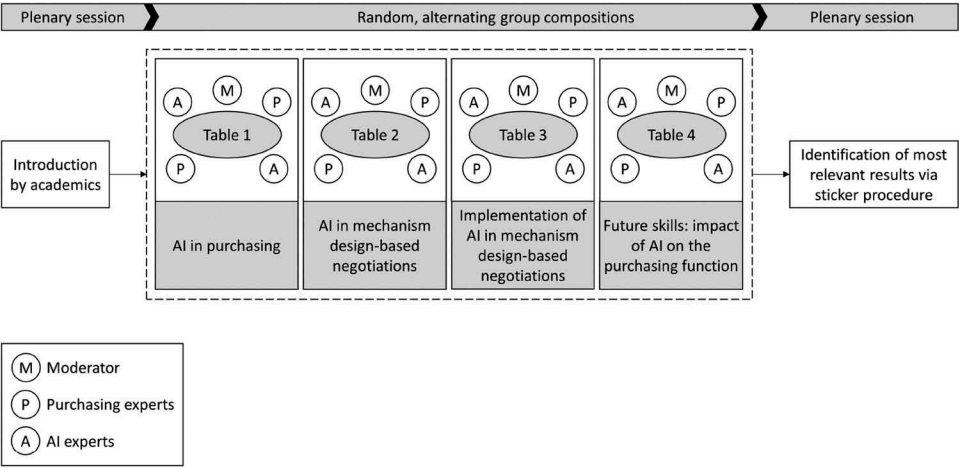 Plenary session
Random, alternating group compositions
Plenary session
Introduction
by academics
M
A
P
Table 1
P
A
AI in purchasing
M
A
P
Table 2
P
A
AI in mechanism
design-based
negotiations
M
A
P
Table 3
P
A
Implementation of
AI in mechanism
design-based
negotiations
M
A
P
Table 4
P
A
Future skills: impact
of AI on the
purchasing function
Identification of most
relevant results via
sticker procedure
M Moderator
P Purchasing experts
A AI experts